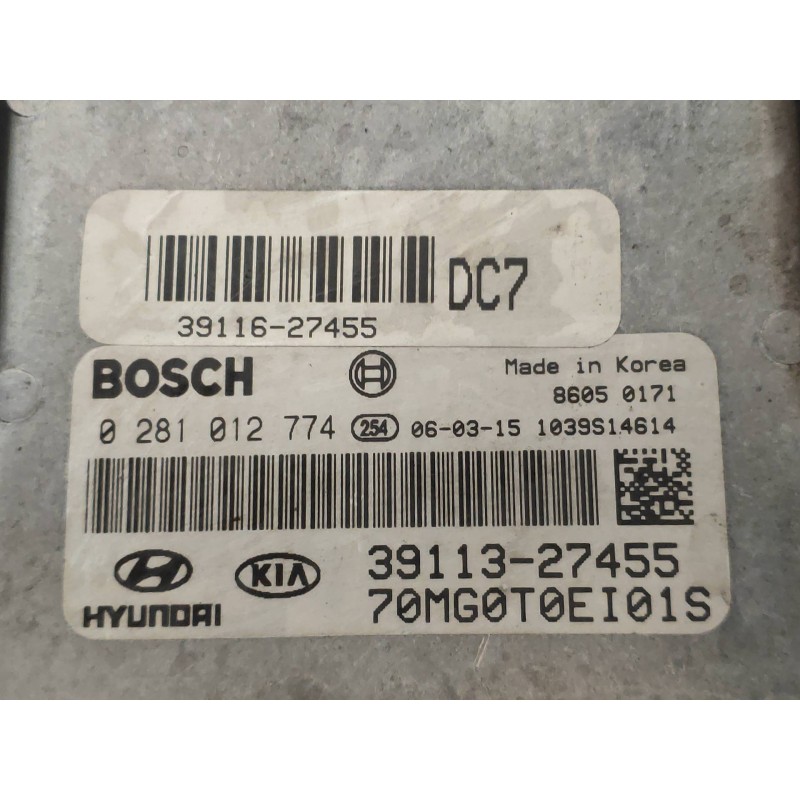 DC7
39116-27455
BOSCH
Made in Korea
8605 0171
0 281 012 774 254 06-03-15 1039S14614
HYUNDAI
KIA
39113-27455
70MG0T0EI01S